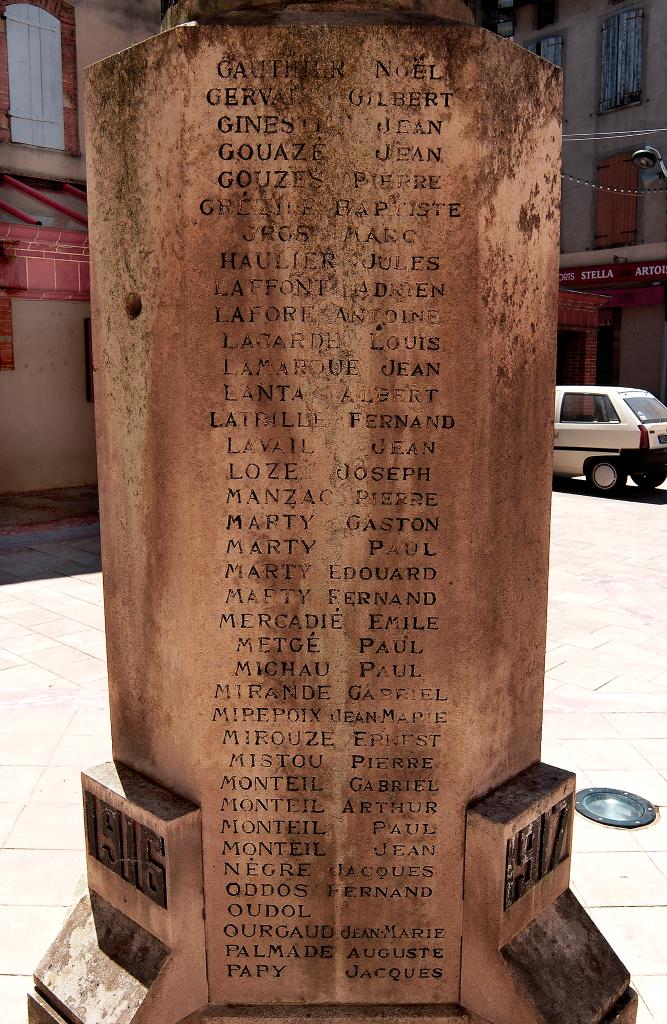 GAUTHIER NOËL
GERVAI GILBERT
GINESTE JEAN
GOUAZÉ JEAN
GOUZES PIERRE
GRÉZILE BAPTISTE
GROS MARC
HAULIER JULES
LAFFONT ADRIEN
LAFORE ANTOINE
LAGARDE LOUIS
LAMARQUE JEAN
LANTA ALBERT
LATRILLE FERNAND
LAVAIL JEAN
LOZE JOSEPH
MANZAC PIERRE
MARTY GASTON
MARTY PAUL
MARTY EDOUARD
MARTY FERNAND
MERCADIÉ EMILE
METGÉ PAUL
MICHAU PAUL
MIRANDE GABRIEL
MIREPOIX JEAN-MARIE
MIROUZE ERNEST
MISTOU PIERRE
MONTEIL GABRIEL
MONTEIL ARTHUR
MONTEIL PAUL
MONTEIL JEAN
NÈGRE JACQUES
ODDOS FERNAND
OUDOL
OURGAUD JEAN-MARIE
PALMADE AUGUSTE
PAPY JACQUES
1916
1917
STELLA ARTOIS